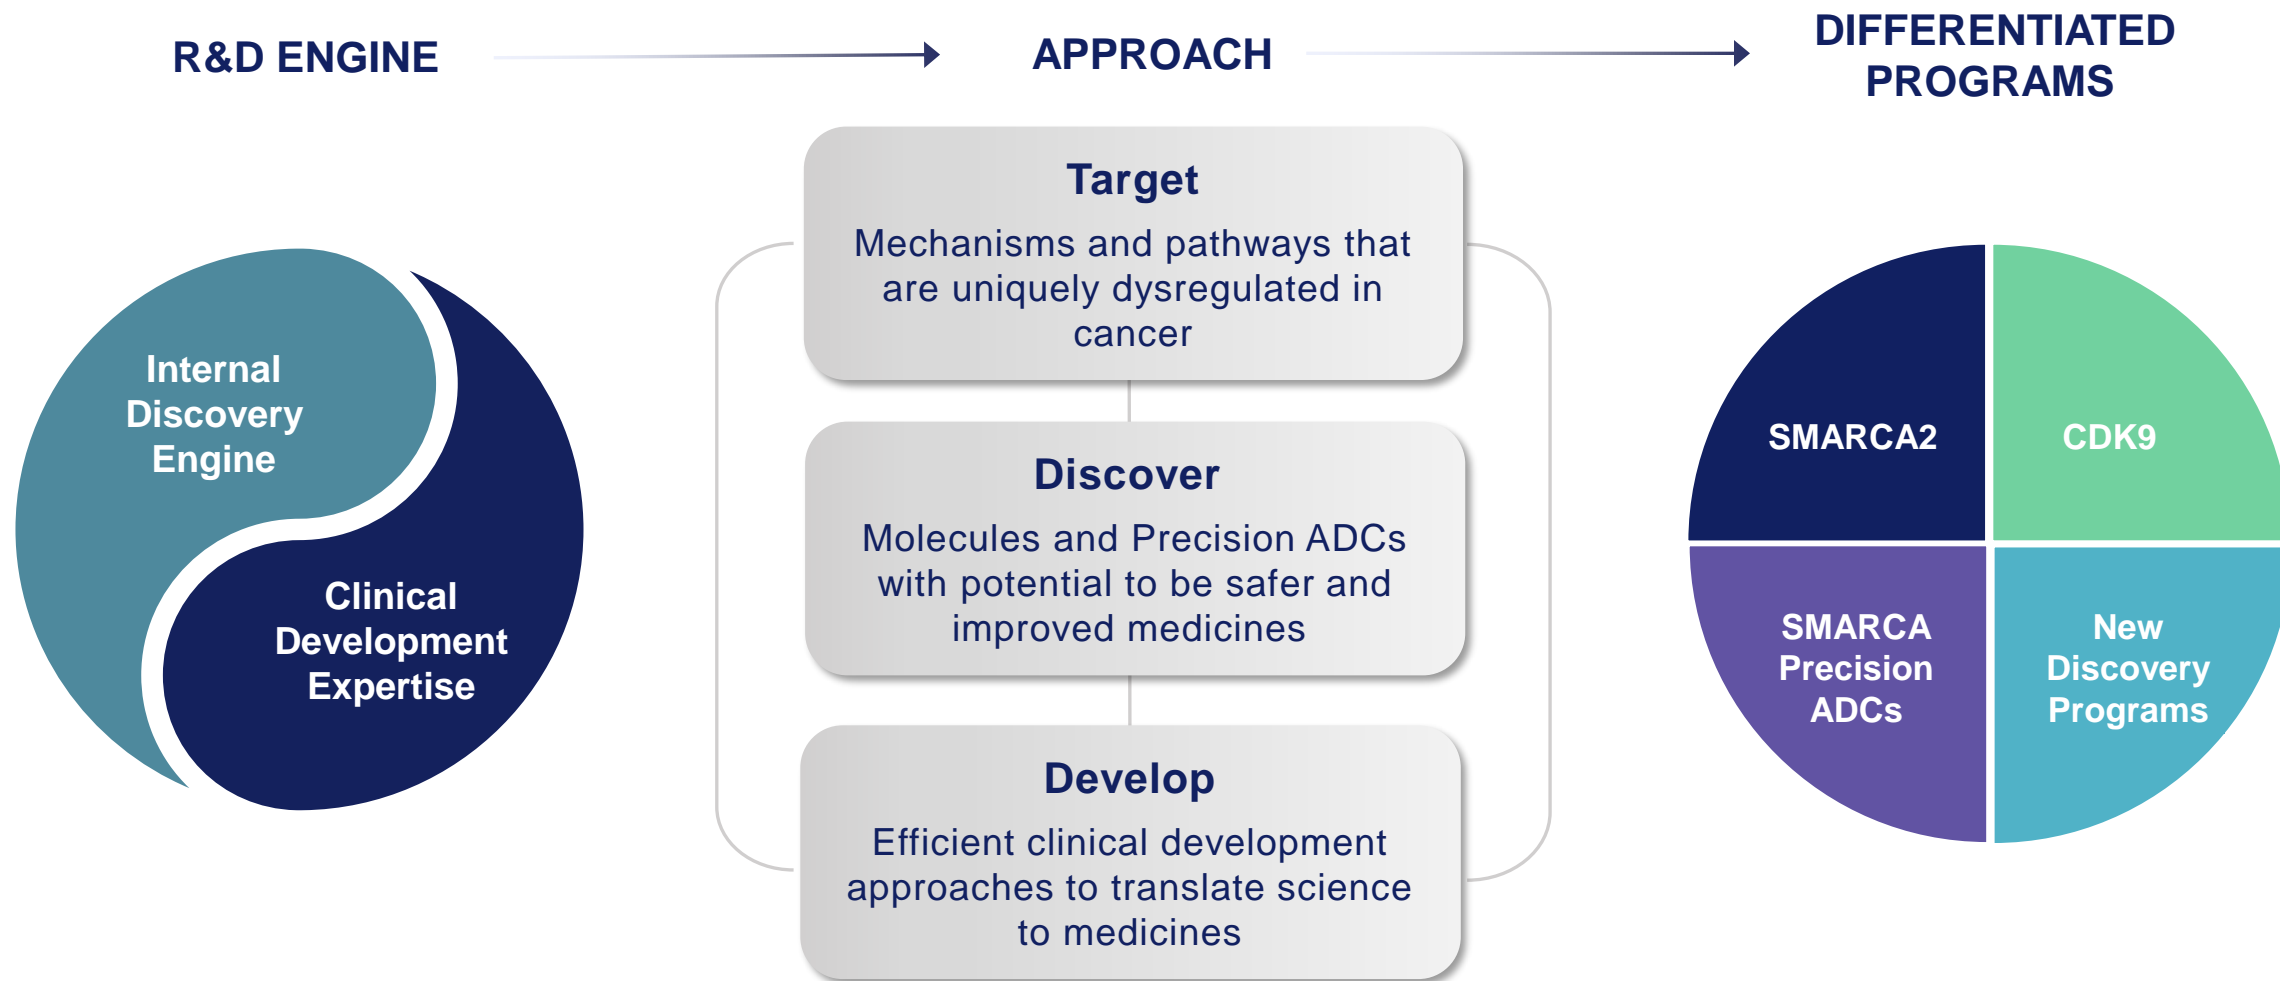 R&D ENGINE
APPROACH
DIFFERENTIATED
PROGRAMS
Internal
Discovery
Engine
Clinical
Development
Expertise
Target
Mechanisms and pathways that
are uniquely dysregulated in
cancer
Discover
Molecules and Precision ADCs
with potential to be safer and
improved medicines
Develop
Efficient clinical development
approaches to translate science
to medicines
SMARCA2
CDK9
SMARCA
Precision
ADCs
New
Discovery
Programs